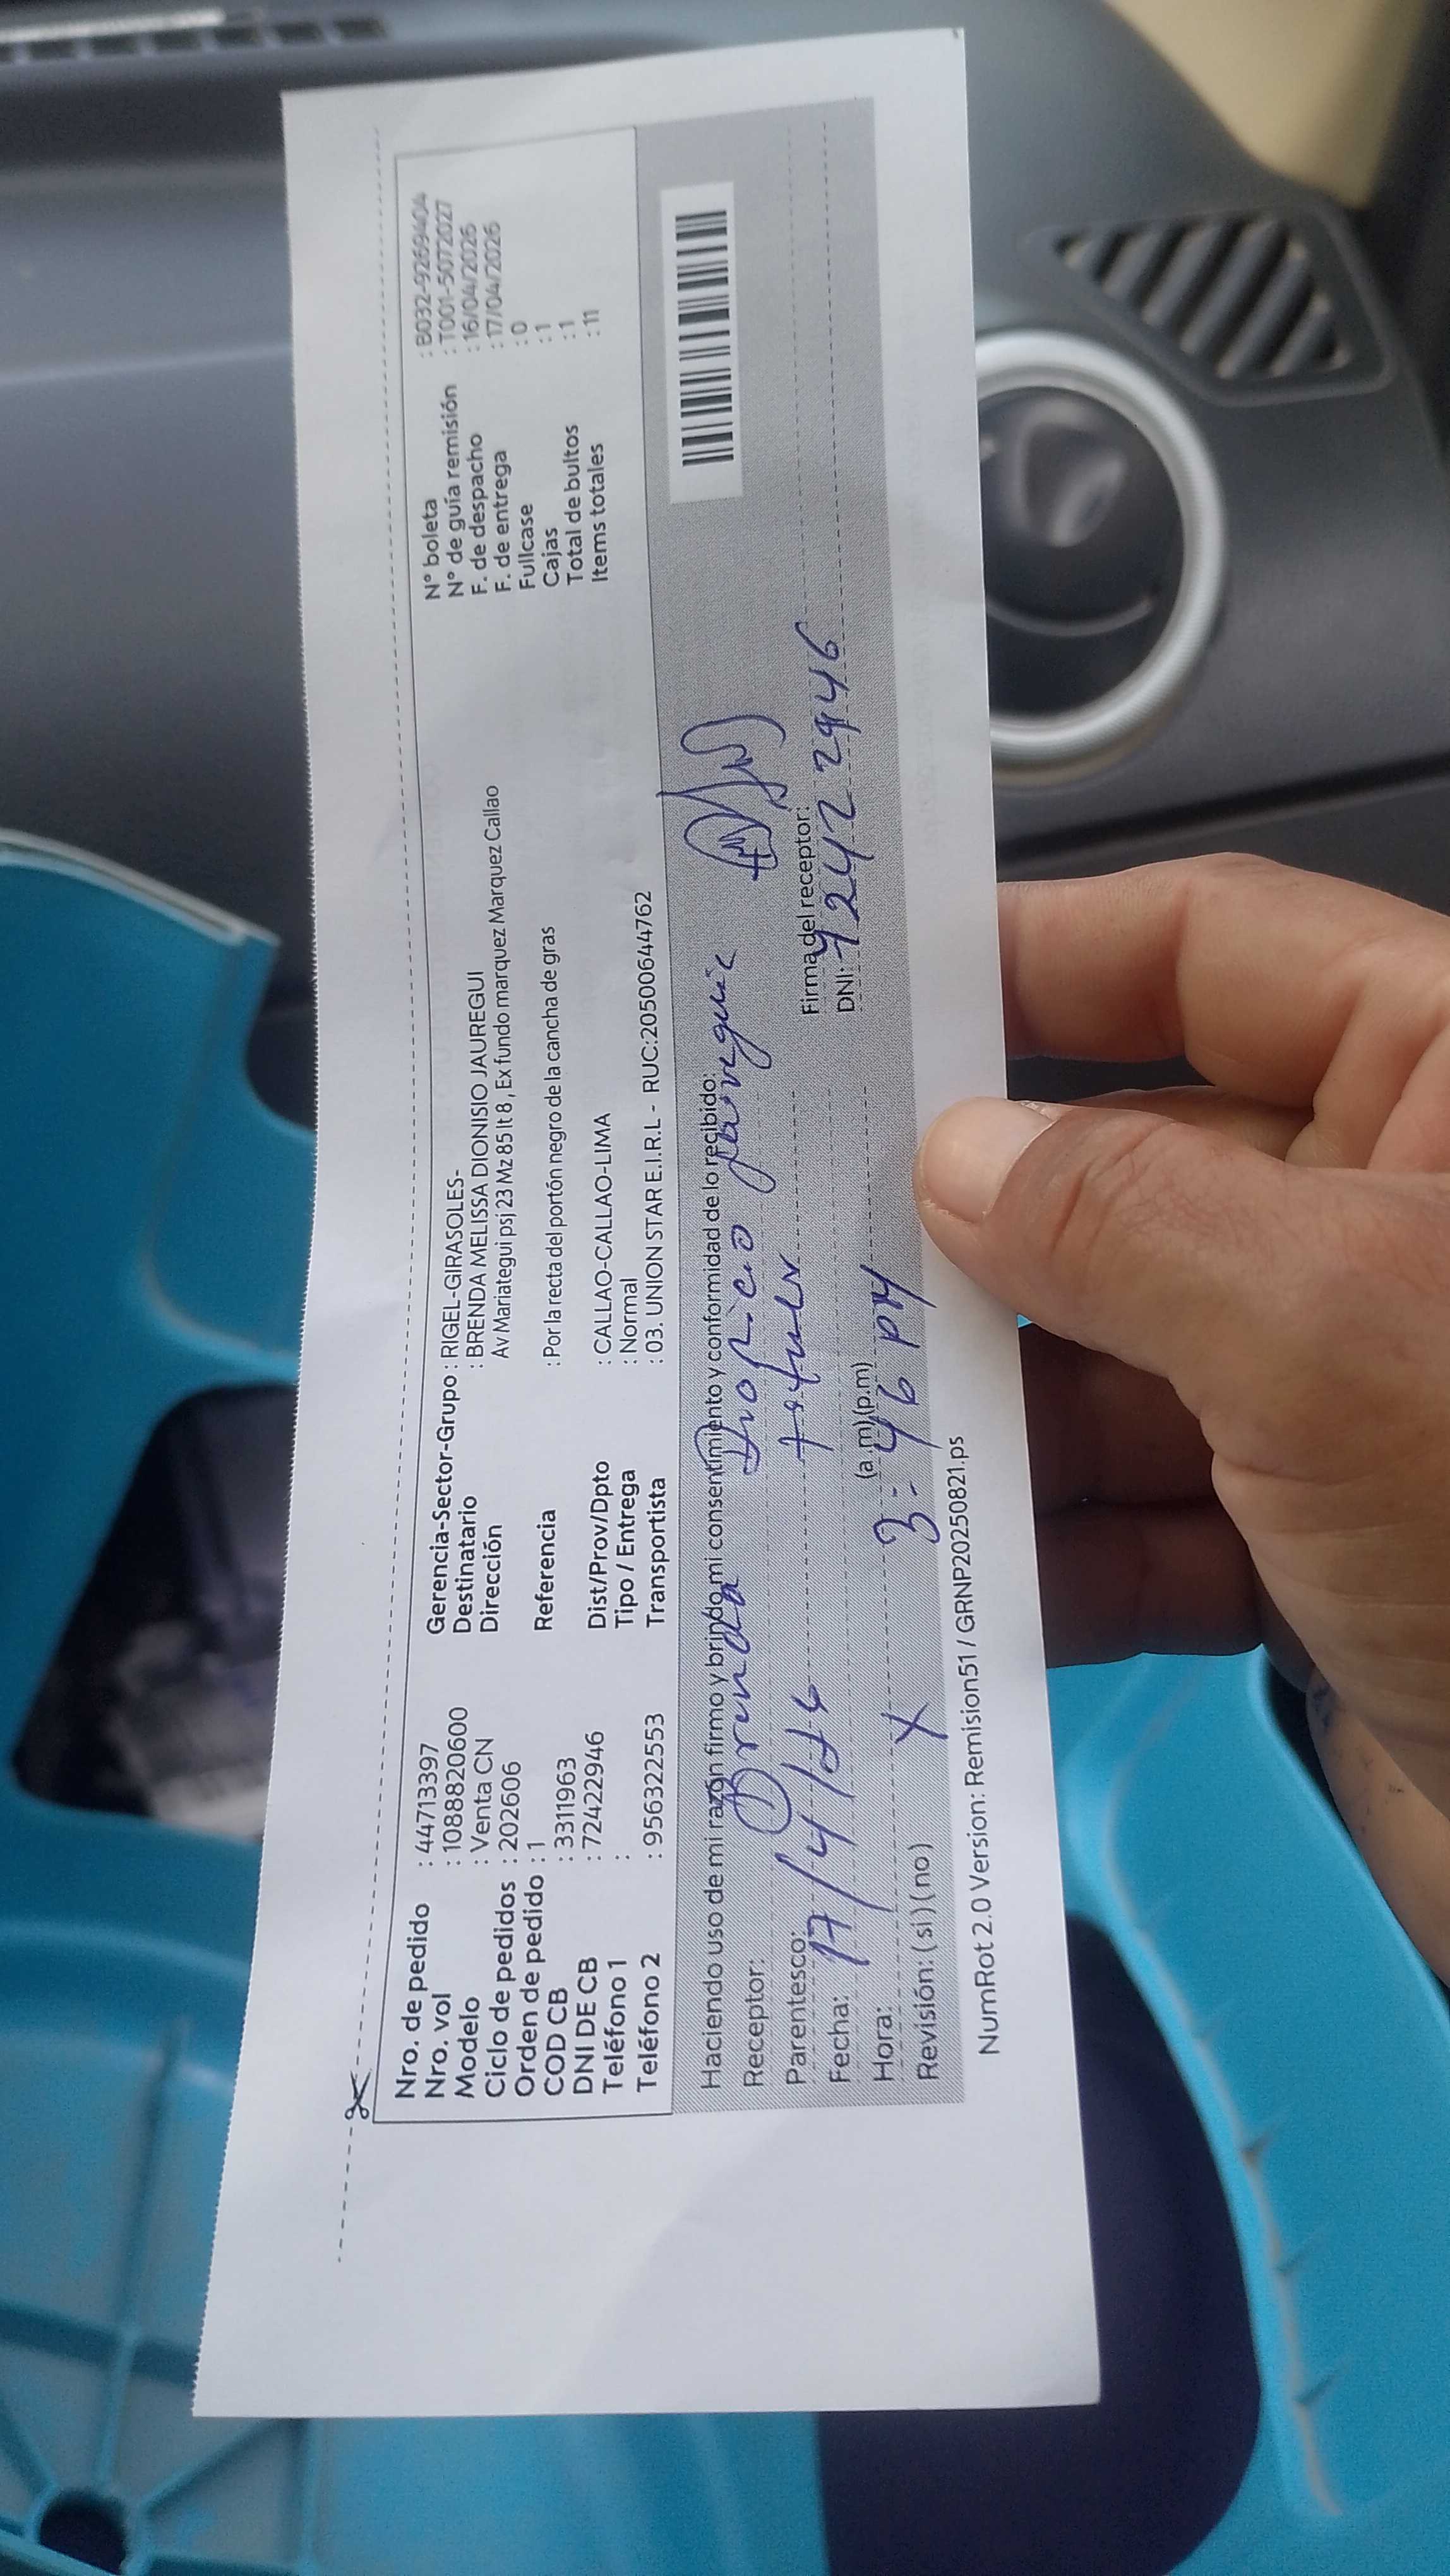 Nro. de pedido : 44713397
Nro. vol : 1088820600
Modelo : Venta CN
Ciclo de pedidos : 202606
Orden de pedido : 1
COD CB : 3311963
DNI DE CB : 72422946
Teléfono 1 :
Teléfono 2 : 956322553
Gerencia-Sector-Grupo : RIGEL-GIRASOLES-
Destinatario : BRENDA MELISSA DIONISIO JAUREGUI
Dirección Av Mariategui psj 23 Mz 85 lt 8 , Ex fundo marquez Marquez Callao
Referencia : Por la recta del portón negro de la cancha de gras
Dist/Prov/Dpto : CALLAO-CALLAO-LIMA
Tipo / Entrega : Normal
Transportista : 03. UNION STAR E.I.R.L - RUC:20500644762
N° boleta : B032-9269404
N° de guía remisión : T001-5072027
F. de despacho : 16/04/2026
F. de entrega : 17/04/2026
Fullcase : 0
Cajas : 1
Total de bultos : 1
Items totales : 11
Haciendo uso de mi razón firmo y brindo mi consentimiento y conformidad de lo recibido:
Receptor: Brenda Dionicio jauregui
Parentesco: titular
Fecha: 17/4/26
Firma del receptor:
Hora: 3:46 PM (a.m)(p.m)
DNI: 72422946
Revisión: ( si ) ( no ) X
NumRot 2.0 Version: Remision51 / GRNP20250821.ps